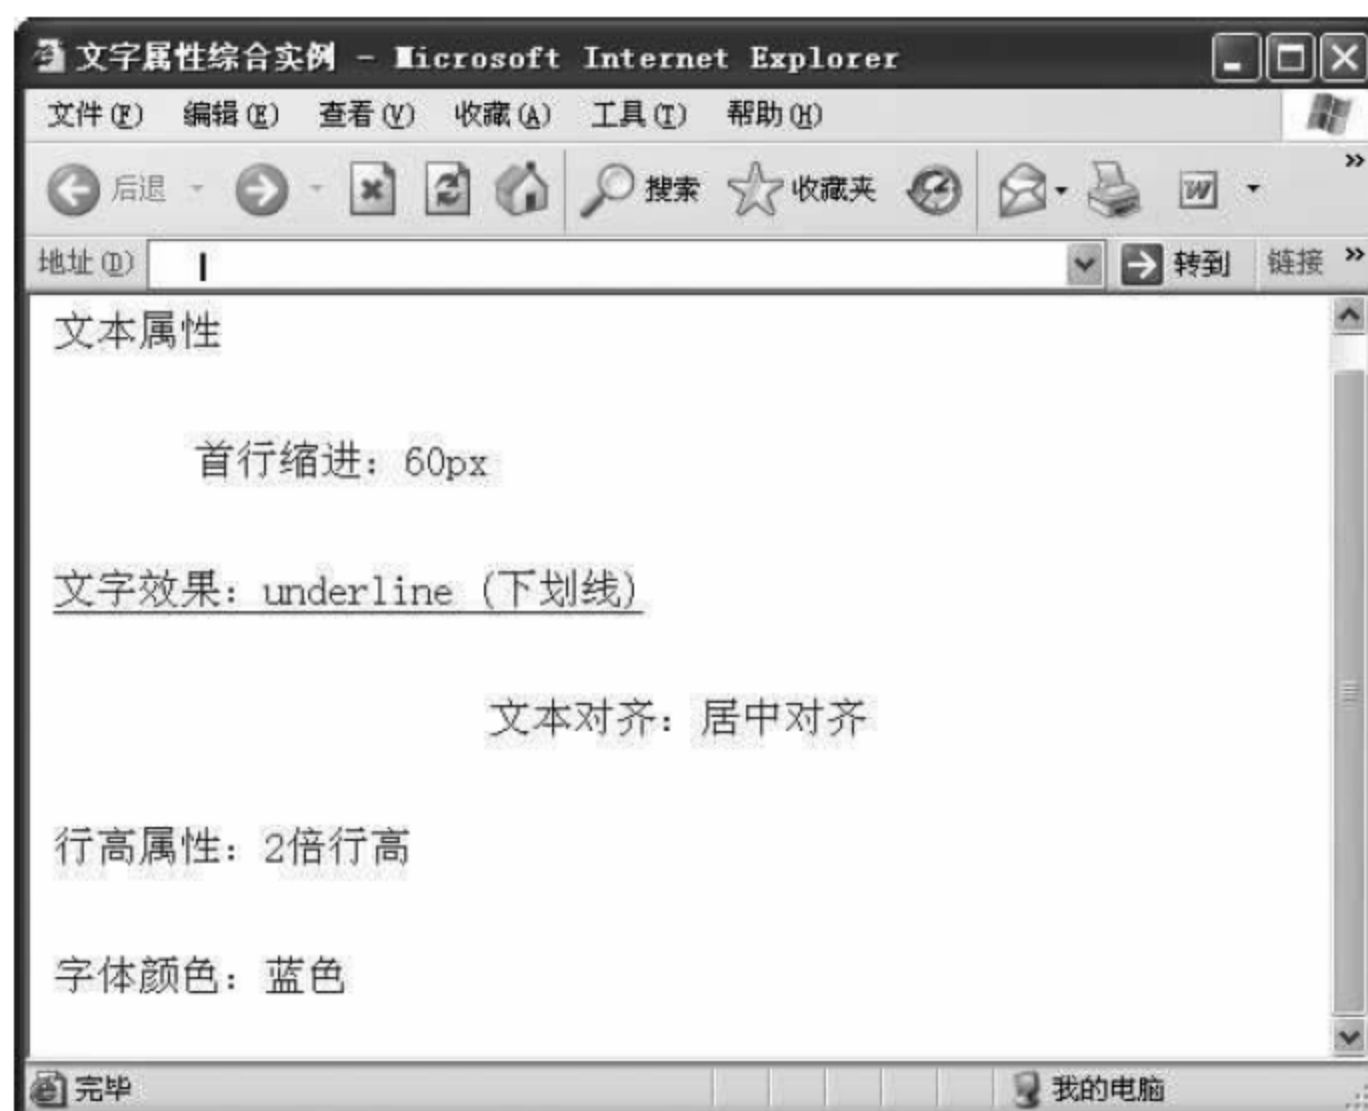 文字属性综合实例 - Microsoft Internet Explorer
文件(F) 编辑(E) 查看(V) 收藏(A) 工具(T) 帮助(H)
后退 搜索 收藏夹 W »
地址(D) 转到 链接 »
文本属性
首行缩进：60px
文字效果：underline（下划线）
文本对齐：居中对齐
行高属性：2倍行高
字体颜色：蓝色
完毕 我的电脑